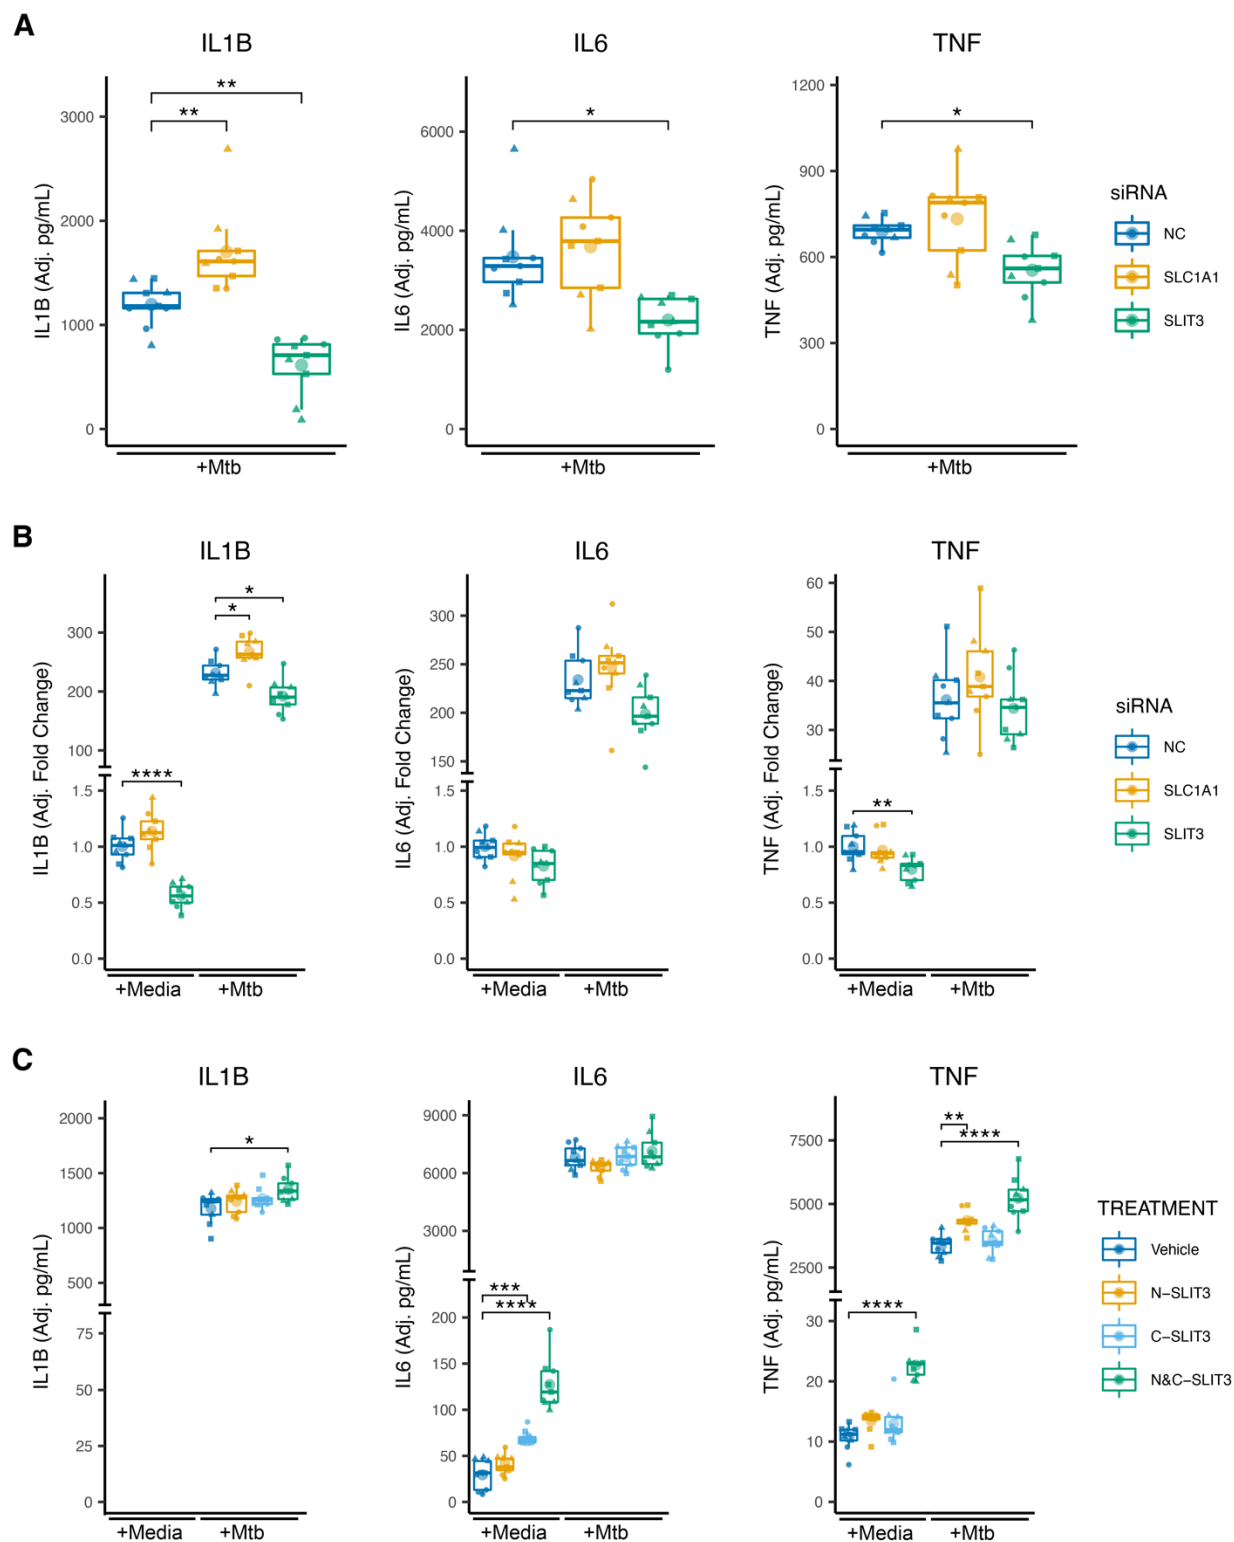 A
IL1B
IL6
TNF
IL1B (Adj. pg/mL)
3000
2000
1000
0
**
**
+Mtb
IL6 (Adj. pg/mL)
6000
4000
2000
0
*
+Mtb
TNF (Adj. pg/mL)
1200
900
600
300
0
*
+Mtb
siRNA
NC
SLC1A1
SLIT3
B
IL1B
IL6
TNF
IL1B (Adj. Fold Change)
300
200
100
1.5
1.0
0.5
0.0
*
*
****
+Media
+Mtb
IL6 (Adj. Fold Change)
300
250
200
150
1.5
1.0
0.5
0.0
+Media
+Mtb
TNF (Adj. Fold Change)
60
50
40
30
1.5
1.0
0.5
0.0
**
+Media
+Mtb
siRNA
NC
SLC1A1
SLIT3
C
IL1B
IL6
TNF
IL1B (Adj. pg/mL)
2000
1500
1000
500
75
50
25
0
*
+Media
+Mtb
IL6 (Adj. pg/mL)
9000
6000
3000
200
150
100
50
0
***
****
+Media
+Mtb
TNF (Adj. pg/mL)
7500
5000
2500
30
20
10
0
**
****
****
+Media
+Mtb
TREATMENT
Vehicle
N−SLIT3
C−SLIT3
N&C−SLIT3